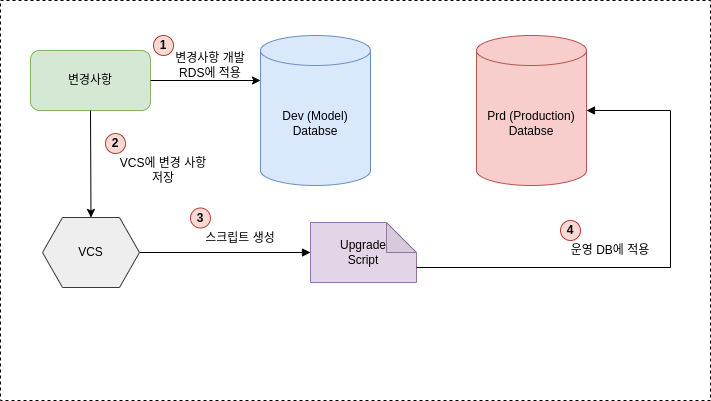 1
변경사항 개발
RDS에 적용
변경사항
Dev (Model)
Databse
Prd (Production)
Databse
2
VCS에 변경 사항
저장
3
스크립트 생성
VCS
Upgrade
Script
4
운영 DB에 적용